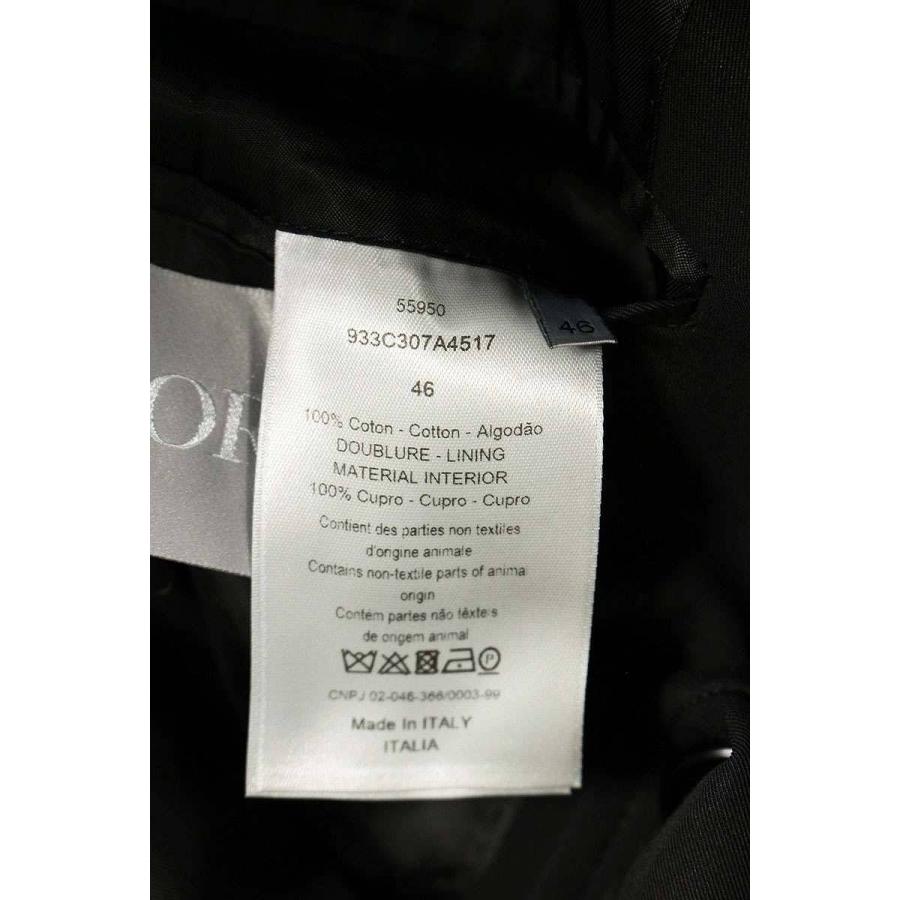 55950
933C307A4517
46
46
100% Coton - Cotton - Algodão
DOUBLURE - LINING
MATERIAL INTERIOR
100% Cupro - Cupro - Cupro
Contient des parties non textiles
d'origine animale
Contains non-textile parts of animal
origin
Contém partes não têxteis
de origem animal
P
CNPJ 02-046-366/0003-99
Made In ITALY
ITALIA
OR